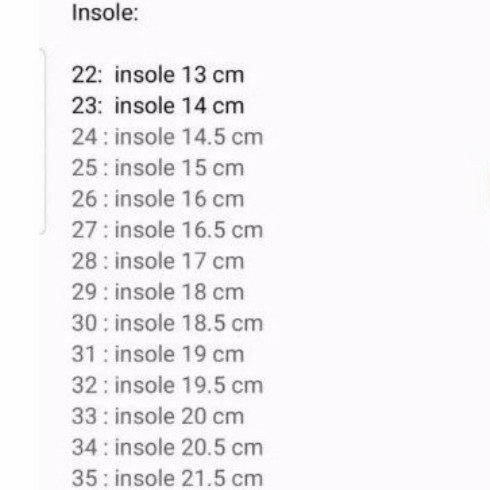 Insole:
22: insole 13 cm
23: insole 14 cm
24 : insole 14.5 cm
25 : insole 15 cm
26 : insole 16 cm
27 : insole 16.5 cm
28 : insole 17 cm
29 : insole 18 cm
30 : insole 18.5 cm
31 : insole 19 cm
32 : insole 19.5 cm
33 : insole 20 cm
34 : insole 20.5 cm
35 : insole 21.5 cm